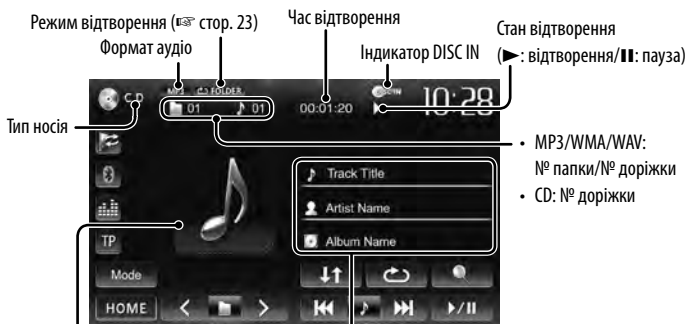 Режим відтворення (☞ стор. 23)
Час відтворення
Стан відтворення
(►: відтворення/II: пауза)
Формат аудіо
Індикатор DISC IN
Тип носія
CD
MP3
FOLDER
01
01
00:01:20
IN
10:28
• MP3/WMA/WAV:
№ папки/№ доріжки
• CD: № доріжки
Track Title
Artist Name
Album Name
TP
Mode
HOME